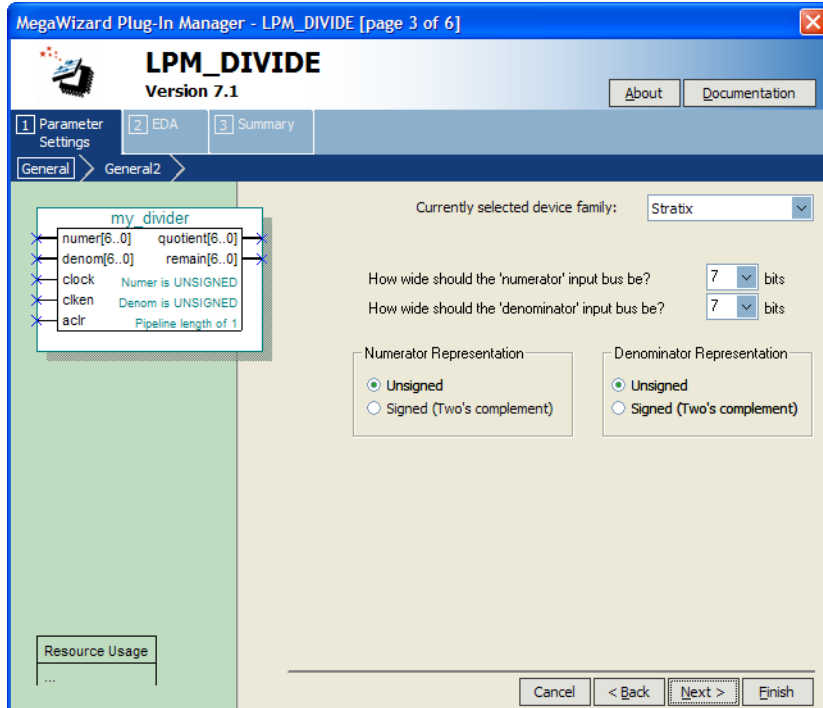 MegaWizard Plug-In Manager - LPM_DIVIDE [page 3 of 6]
LPM_DIVIDE
Version 7.1
About
Documentation
1 Parameter Settings
2 EDA
3 Summary
General
General2
my_divider
numer[6..0] quotient[6..0]
denom[6..0] remain[6..0]
clock Numer is UNSIGNED
clken Denom is UNSIGNED
aclr Pipeline length of 1
Currently selected device family: Stratix
How wide should the 'numerator' input bus be? 7 bits
How wide should the 'denominator' input bus be? 7 bits
Numerator Representation
Unsigned
Signed (Two's complement)
Denominator Representation
Unsigned
Signed (Two's complement)
Resource Usage
...
Cancel
< Back
Next >
Finish